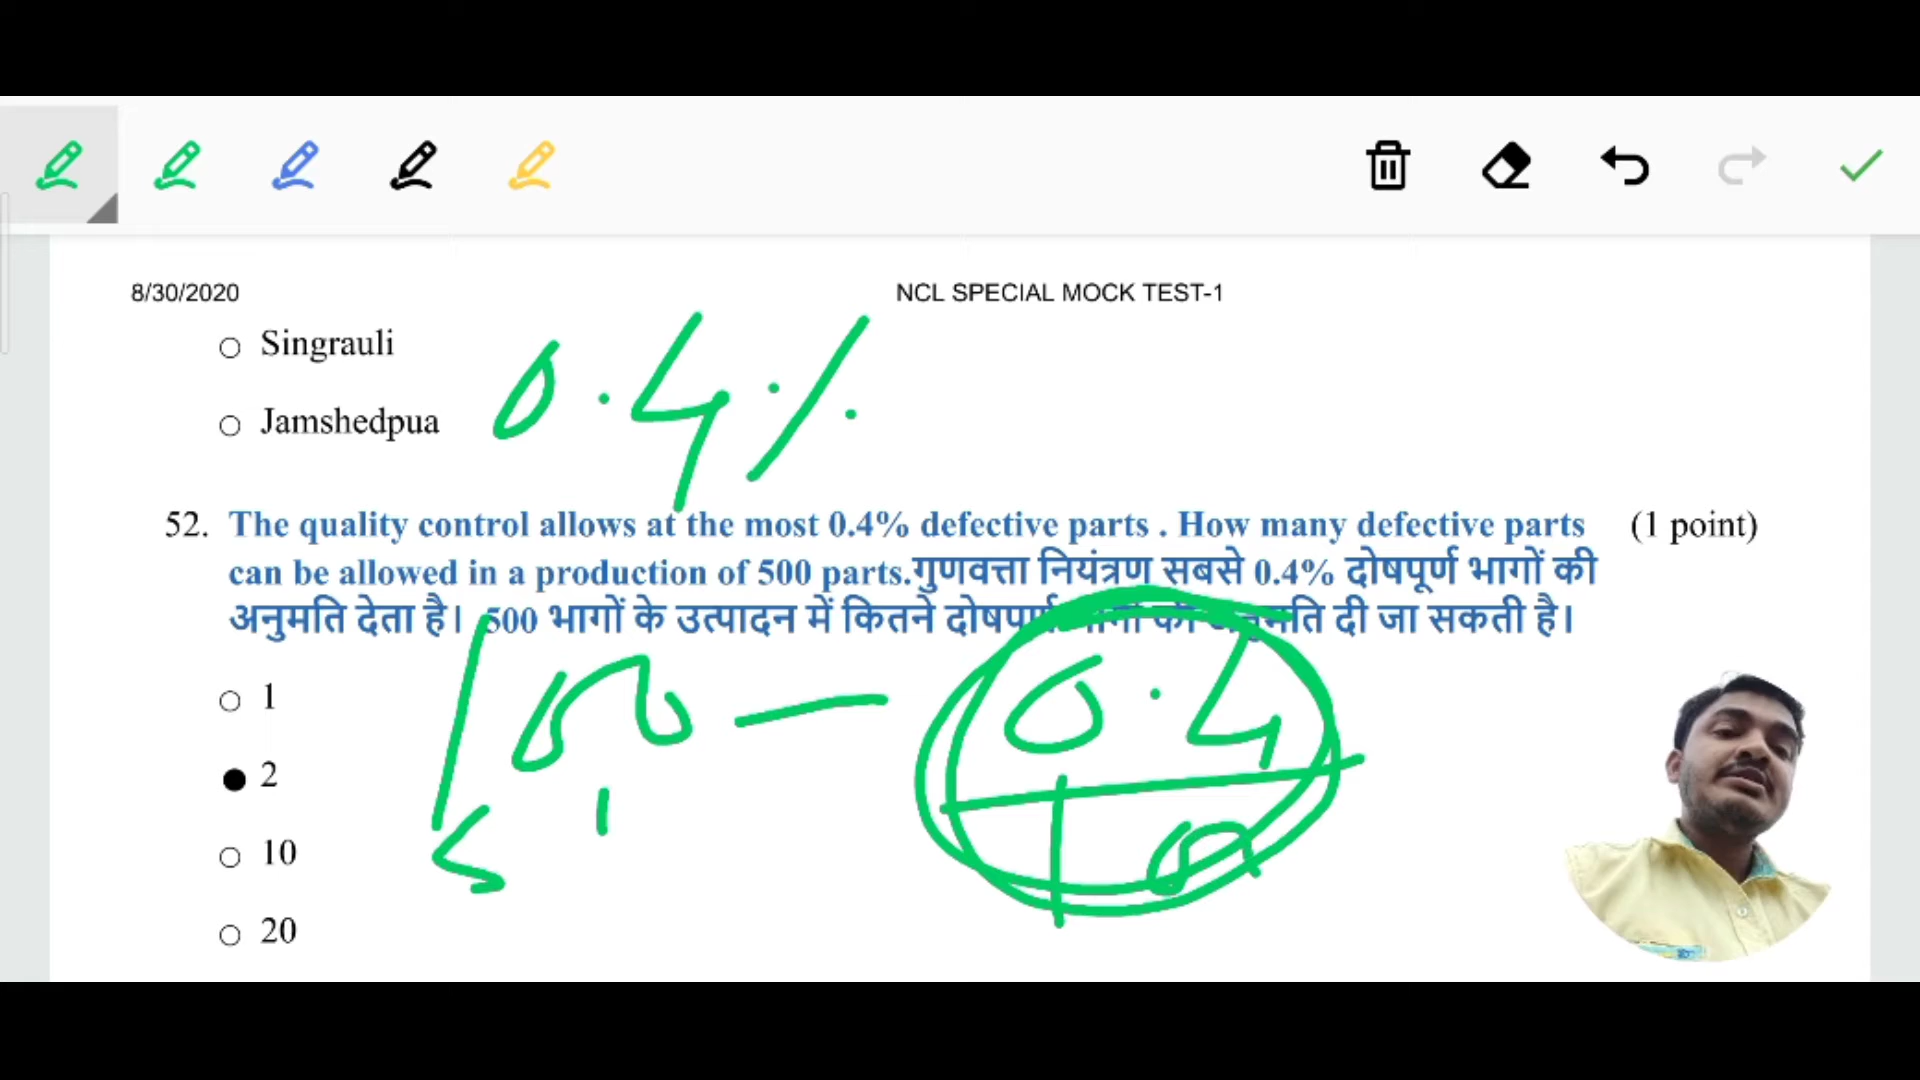 8/30/2020 NCL SPECIAL MOCK TEST-1
Singrauli
Jamshedpua
0.4%
52. The quality control allows at the most 0.4% defective parts . How many defective parts (1 point)
can be allowed in a production of 500 parts.गुणवत्ता नियंत्रण सबसे 0.4% दोषपूर्ण भागों की
अनुमति देता है। 500 भागों के उत्पादन में कितने दी जा सकती है।
1
2
10
20
0.4